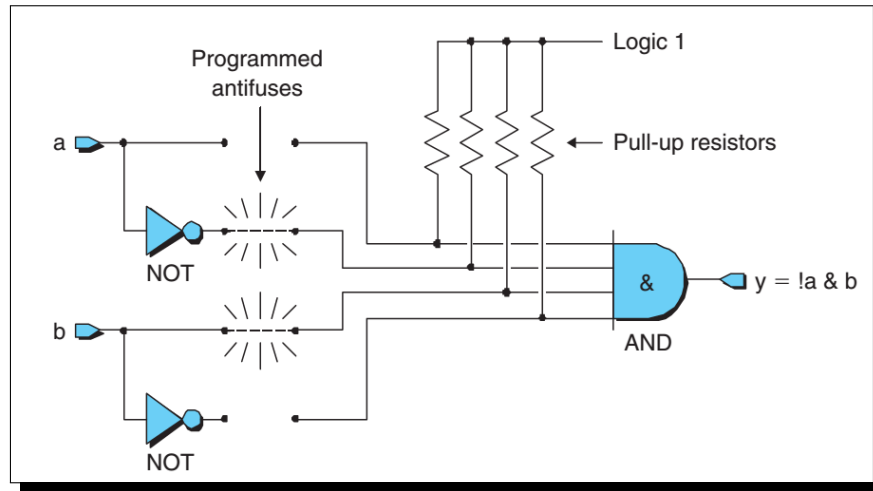 Logic 1
Programmed
antifuses
a
Pull-up resistors
NOT
&
y = !a & b
b
AND
NOT